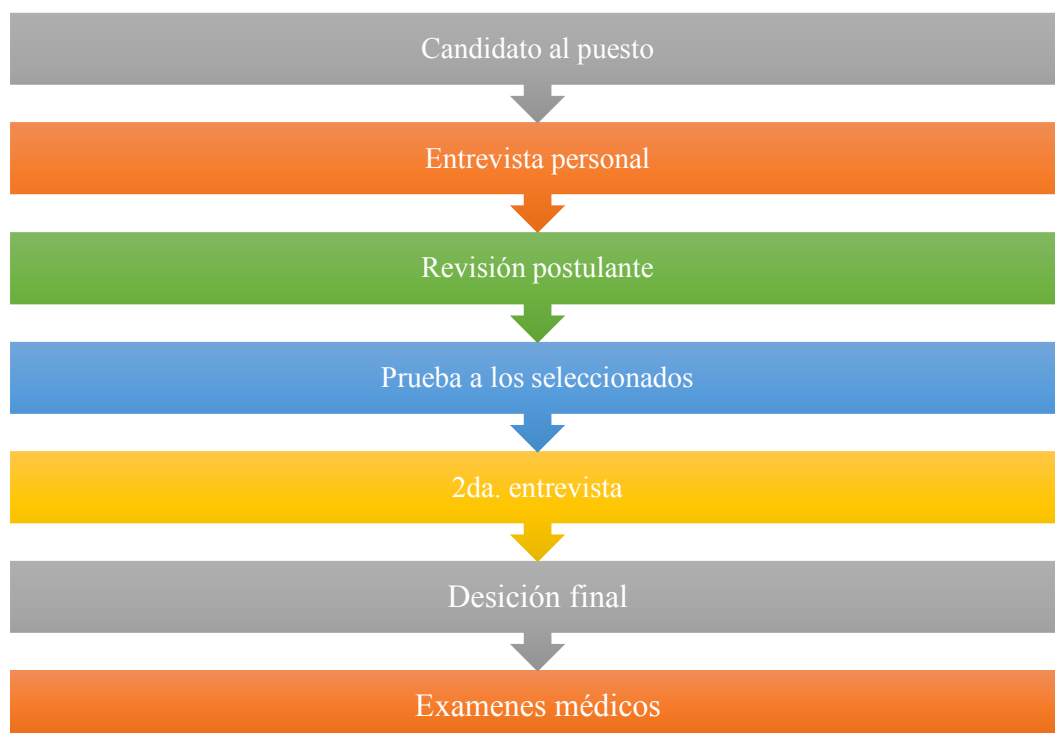 Candidato al puesto
Entrevista personal
Revisión postulante
Prueba a los seleccionados
2da. entrevista
Desición final
Examenes médicos